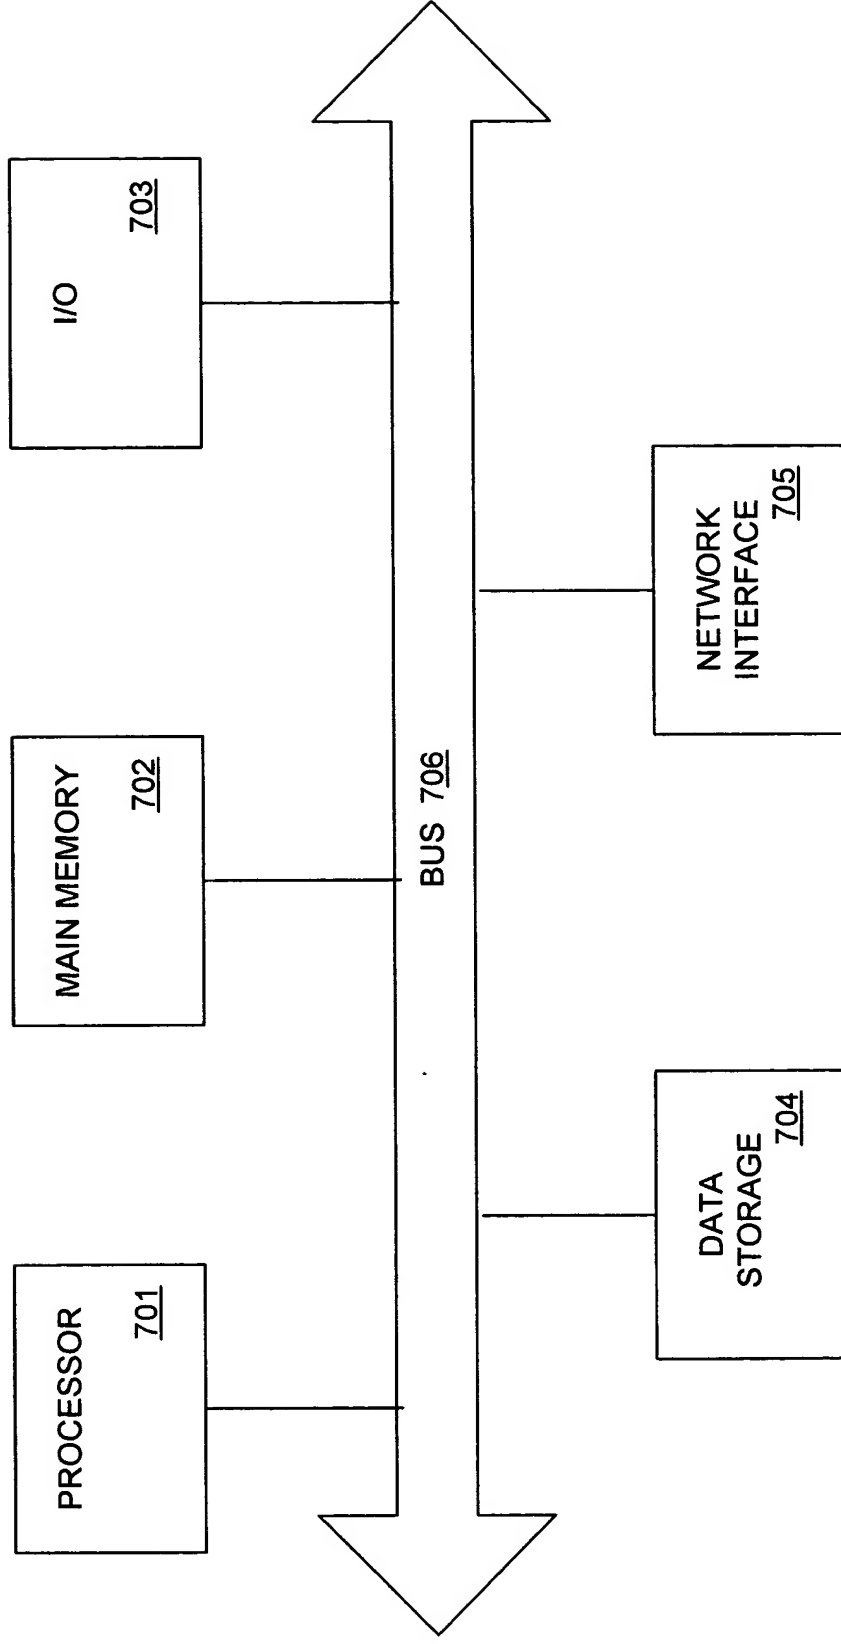 PROCESSOR
701
MAIN MEMORY
702
I/O
703
BUS 706
DATA
STORAGE
704
NETWORK
INTERFACE
705